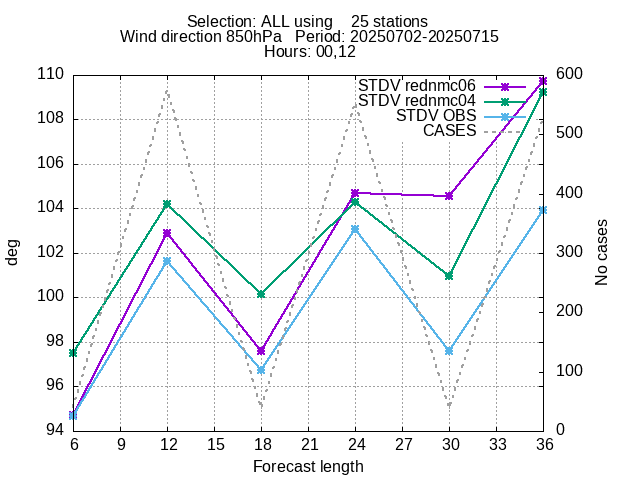 Selection: ALL using    25 stations
Wind direction 850hPa   Period: 20250702-20250715
Hours: 00,12
STDV rednmc06
STDV rednmc04
STDV OBS
CASES
110
108
106
104
102
100
98
96
94
deg
600
500
400
300
200
100
0
No cases
6 9 12 15 18 21 24 27 30 33 36
Forecast length